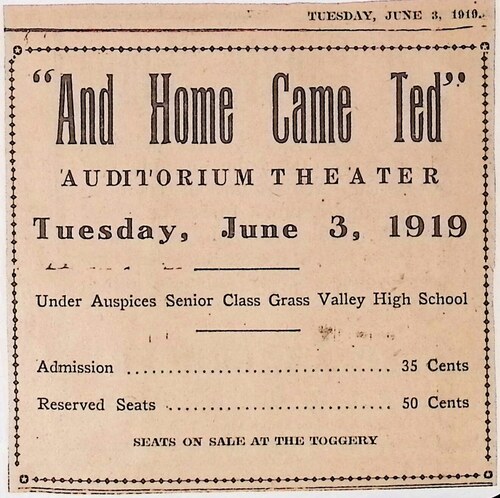 TUESDAY, JUNE 3, 1919.
"And Home Came Ted"
AUDITORIUM THEATER
Tuesday, June 3, 1919
Under Auspices Senior Class Grass Valley High School
Admission .............................. 35 Cents
Reserved Seats .......................... 50 Cents
SEATS ON SALE AT THE TOGGERY